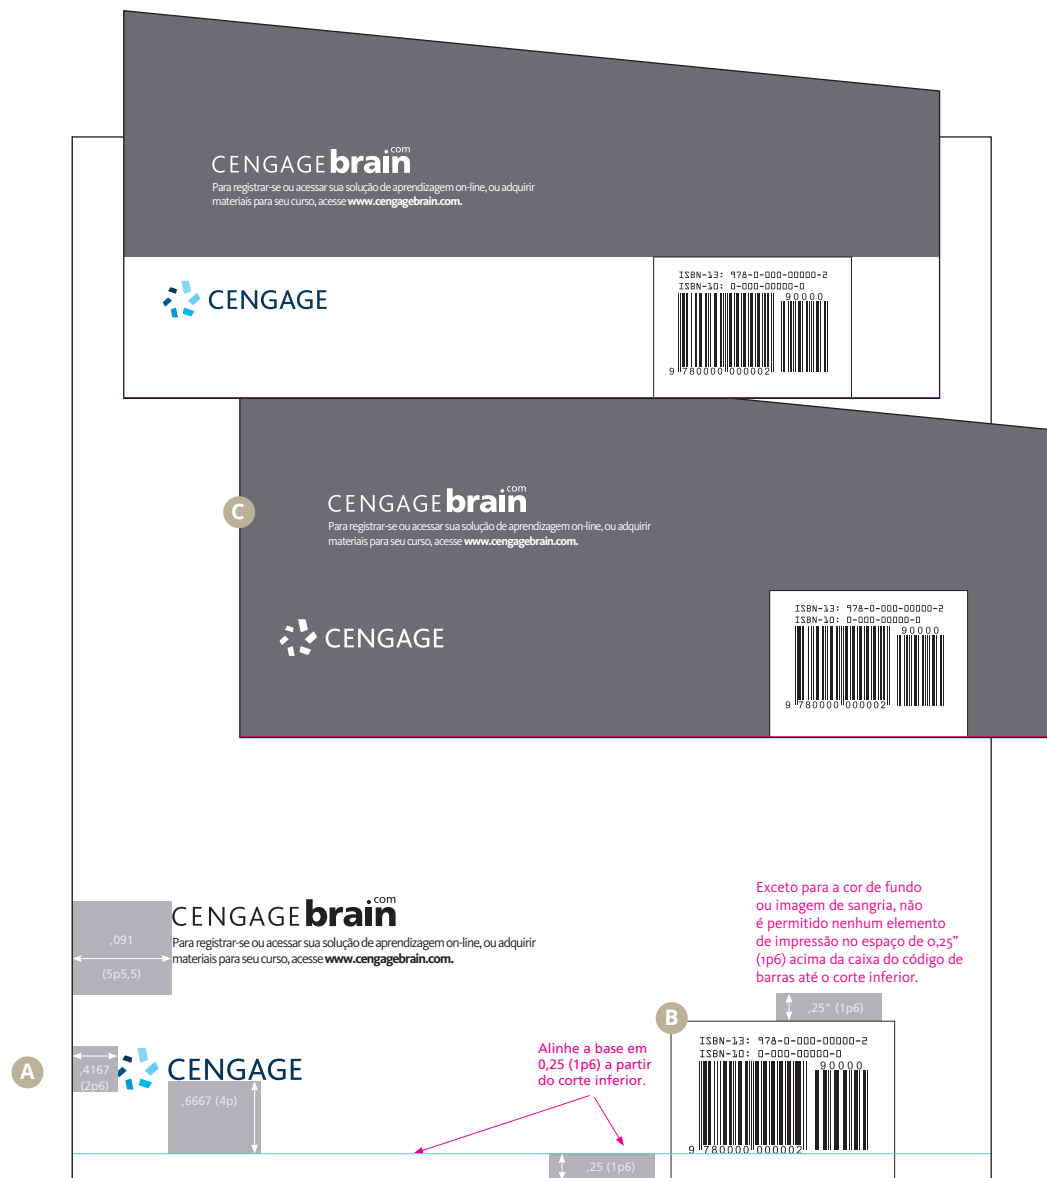 CENGAGEbrain.com
Para registrar-se ou acessar sua solução de aprendizagem on-line, ou adquirir
materiais para seu curso, acesse www.cengagebrain.com.
CENGAGE
ISBN-13: 978-0-000-00000-2
ISBN-10: 0-000-00000-0
90000
9 780000 000002
C
CENGAGEbrain.com
Para registrar-se ou acessar sua solução de aprendizagem on-line, ou adquirir
materiais para seu curso, acesse www.cengagebrain.com.
CENGAGE
ISBN-13: 978-0-000-00000-2
ISBN-10: 0-000-00000-0
90000
9 780000 000002
,091
(5p5,5)
CENGAGEbrain.com
Para registrar-se ou acessar sua solução de aprendizagem on-line, ou adquirir
materiais para seu curso, acesse www.cengagebrain.com.
Exceto para a cor de fundo
ou imagem de sangria, não
é permitido nenhum elemento
de impressão no espaço de 0,25”
(1p6) acima da caixa do código de
barras até o corte inferior.
,25" (1p6)
A
,4167
(2p6)
CENGAGE
,6667 (4p)
Alinhe a base em
0,25 (1p6) a partir
do corte inferior.
,25 (1p6)
B
ISBN-13: 978-0-000-00000-2
ISBN-10: 0-000-00000-0
90000
9 780000 000002